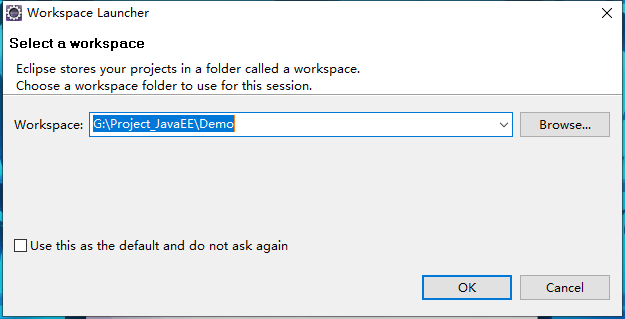 Workspace Launcher
Select a workspace
Eclipse stores your projects in a folder called a workspace.
Choose a workspace folder to use for this session.
Workspace: G:\Project_JavaEE\Demo Browse...
Use this as the default and do not ask again
OK Cancel